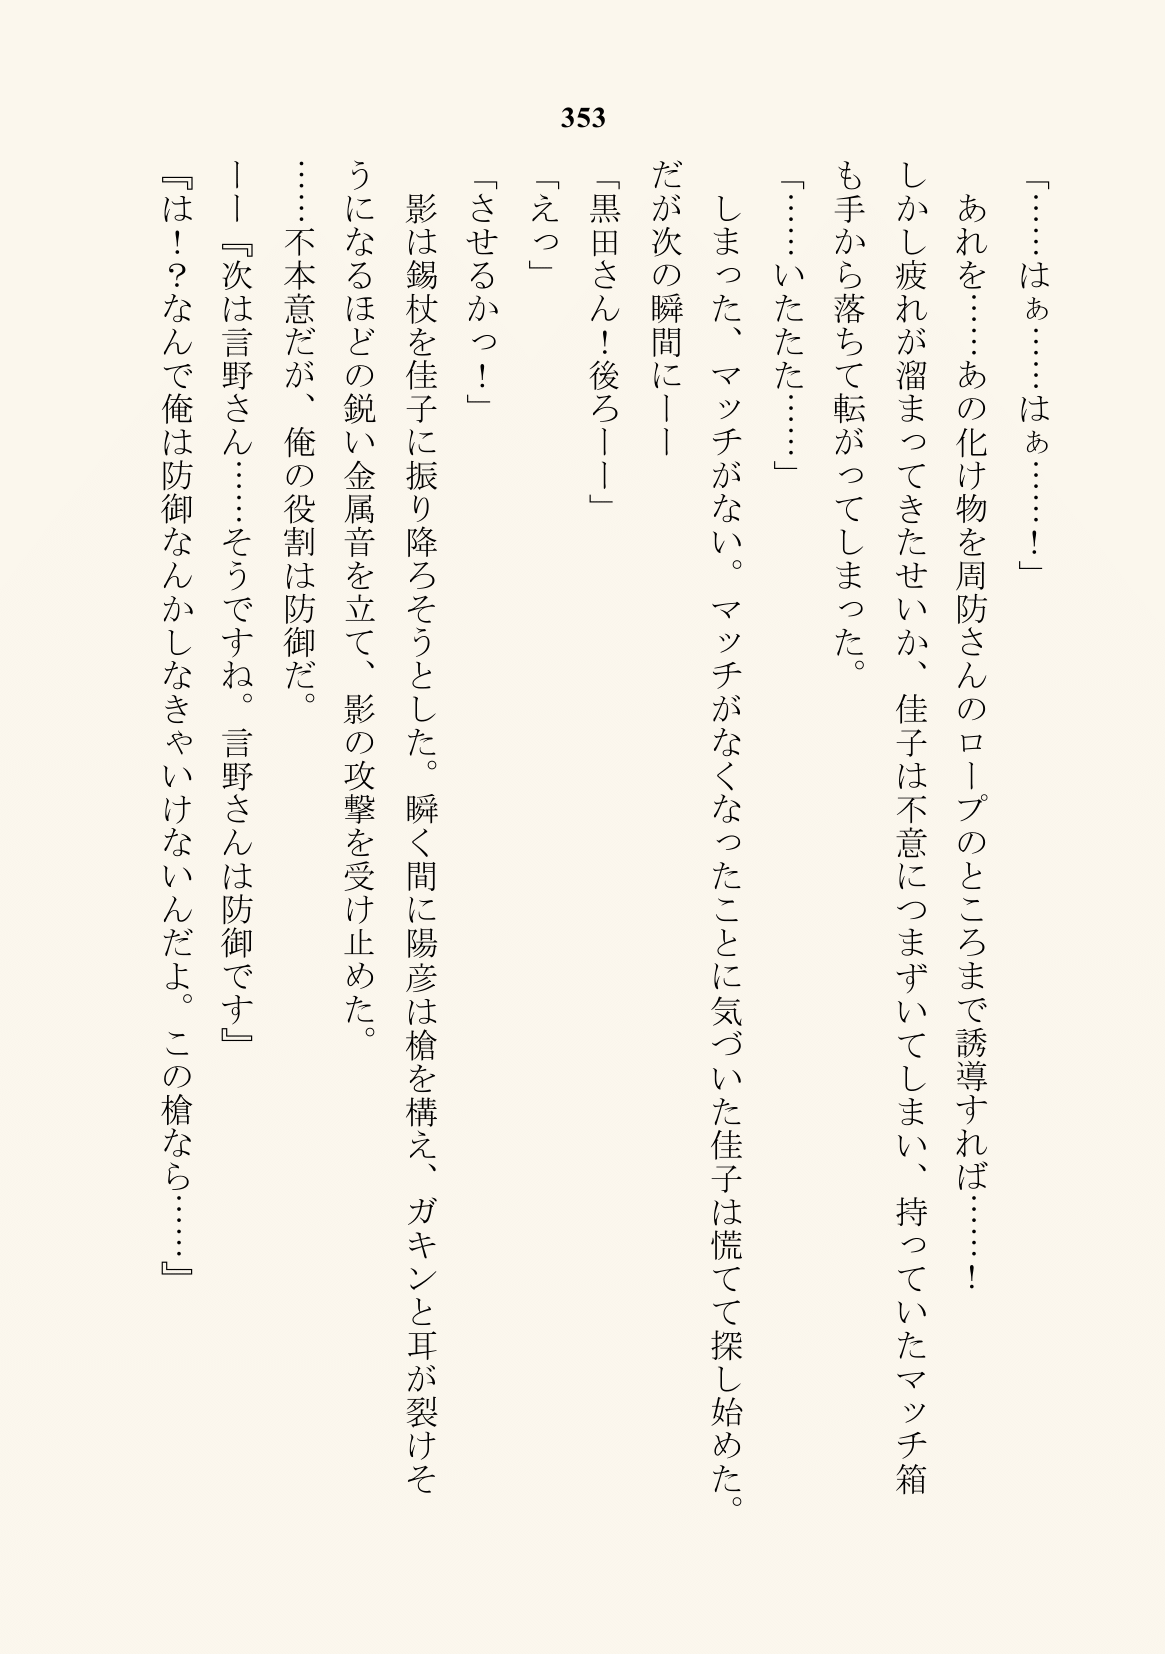 353
「……はぁ……はぁ……！」
　あれを……あの化け物を周防さんのロープのところまで誘導すれば……！
しかし疲れが溜まってきたせいか、佳子は不意につまずいてしまい、持っていたマッチ箱
も手から落ちて転がってしまった。
「……いたたた……」
　しまった、マッチがない。マッチがなくなったことに気づいた佳子は慌てて探し始めた。
だが次の瞬間にーー
「黒田さん！後ろーー」
「えっ」
「させるかっ！」
　影は錫杖を佳子に振り降ろそうとした。瞬く間に陽彦は槍を構え、ガキンと耳が裂けそ
うになるほどの鋭い金属音を立て、影の攻撃を受け止めた。
……不本意だが、俺の役割は防御だ。
ーー『次は言野さん……そうですね。言野さんは防御です』
『は！？なんで俺は防御なんかしなきゃいけないんだよ。この槍なら……』